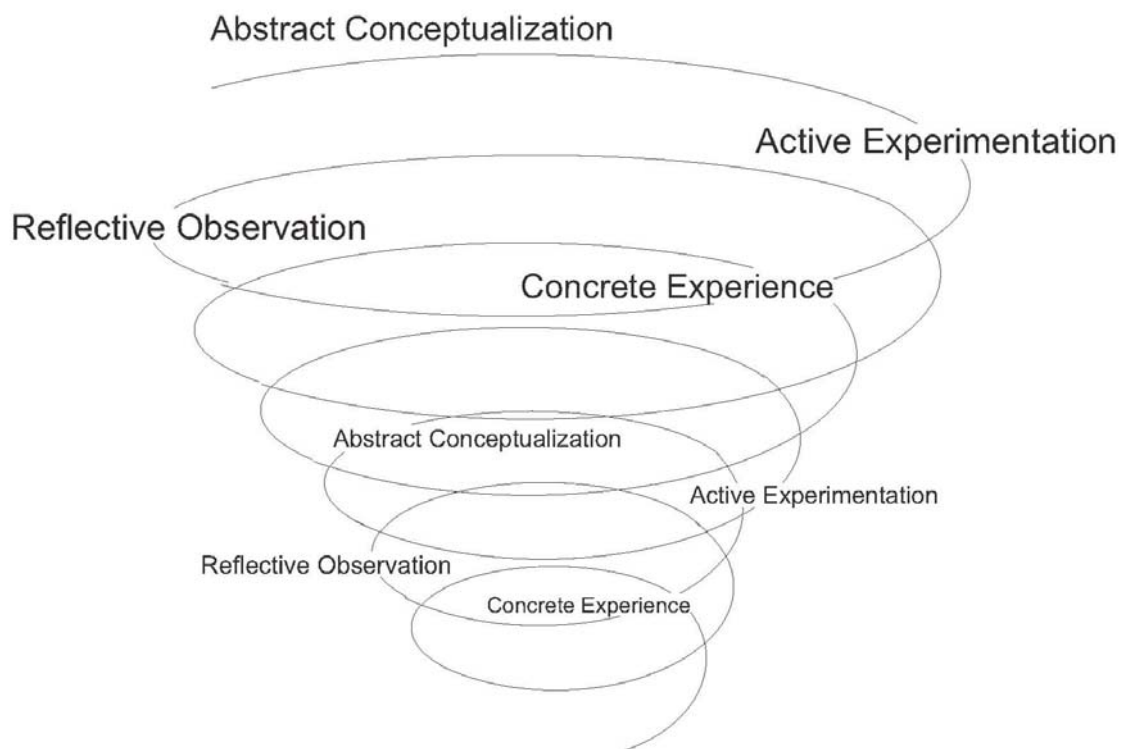 Abstract Conceptualization
Active Experimentation
Reflective Observation
Concrete Experience
Abstract Conceptualization
Active Experimentation
Reflective Observation
Concrete Experience